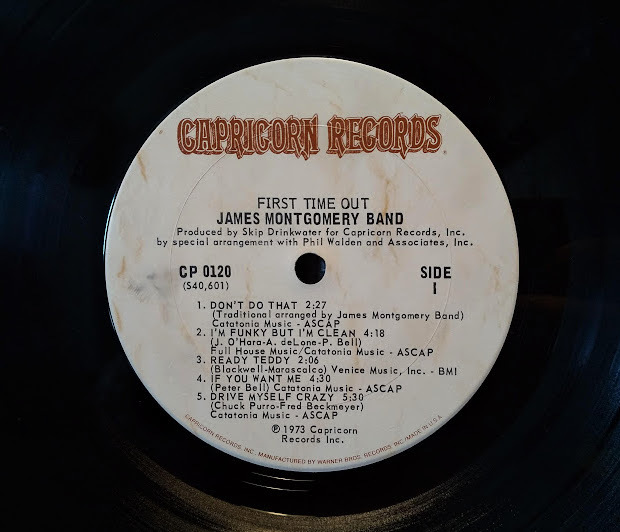 CAPRICORN RECORDS
FIRST TIME OUT
JAMES MONTGOMERY BAND
Produced by Skip Drinkwater for Capricorn Records, Inc.
by special arrangement with Phil Walden and Associates, Inc.
CP 0120
(S40,601)
SIDE
1
1. DON'T DO THAT 2:27
(Traditional arranged by James Montgomery Band)
Catatonia Music - ASCAP
2. I'M FUNKY BUT I'M CLEAN 4:18
(J. O'Hara-A. deLone-P. Bell)
Full House Music/Catatonia Music - ASCAP
3. READY TEDDY 2:06
(Blackwell-Marascalco) Venice Music, Inc. - BMI
4. IF YOU WANT ME 4:30
(Peter Bell) Catatonia Music - ASCAP
5. DRIVE MYSELF CRAZY 5:30
(Chuck Purro-Fred Beckmeyer)
Catatonia Music - ASCAP
℗ 1973 Capricorn
Records Inc.
CAPRICORN RECORDS, INC. MANUFACTURED BY WARNER BROS. RECORDS INC. MADE IN U.S.A.